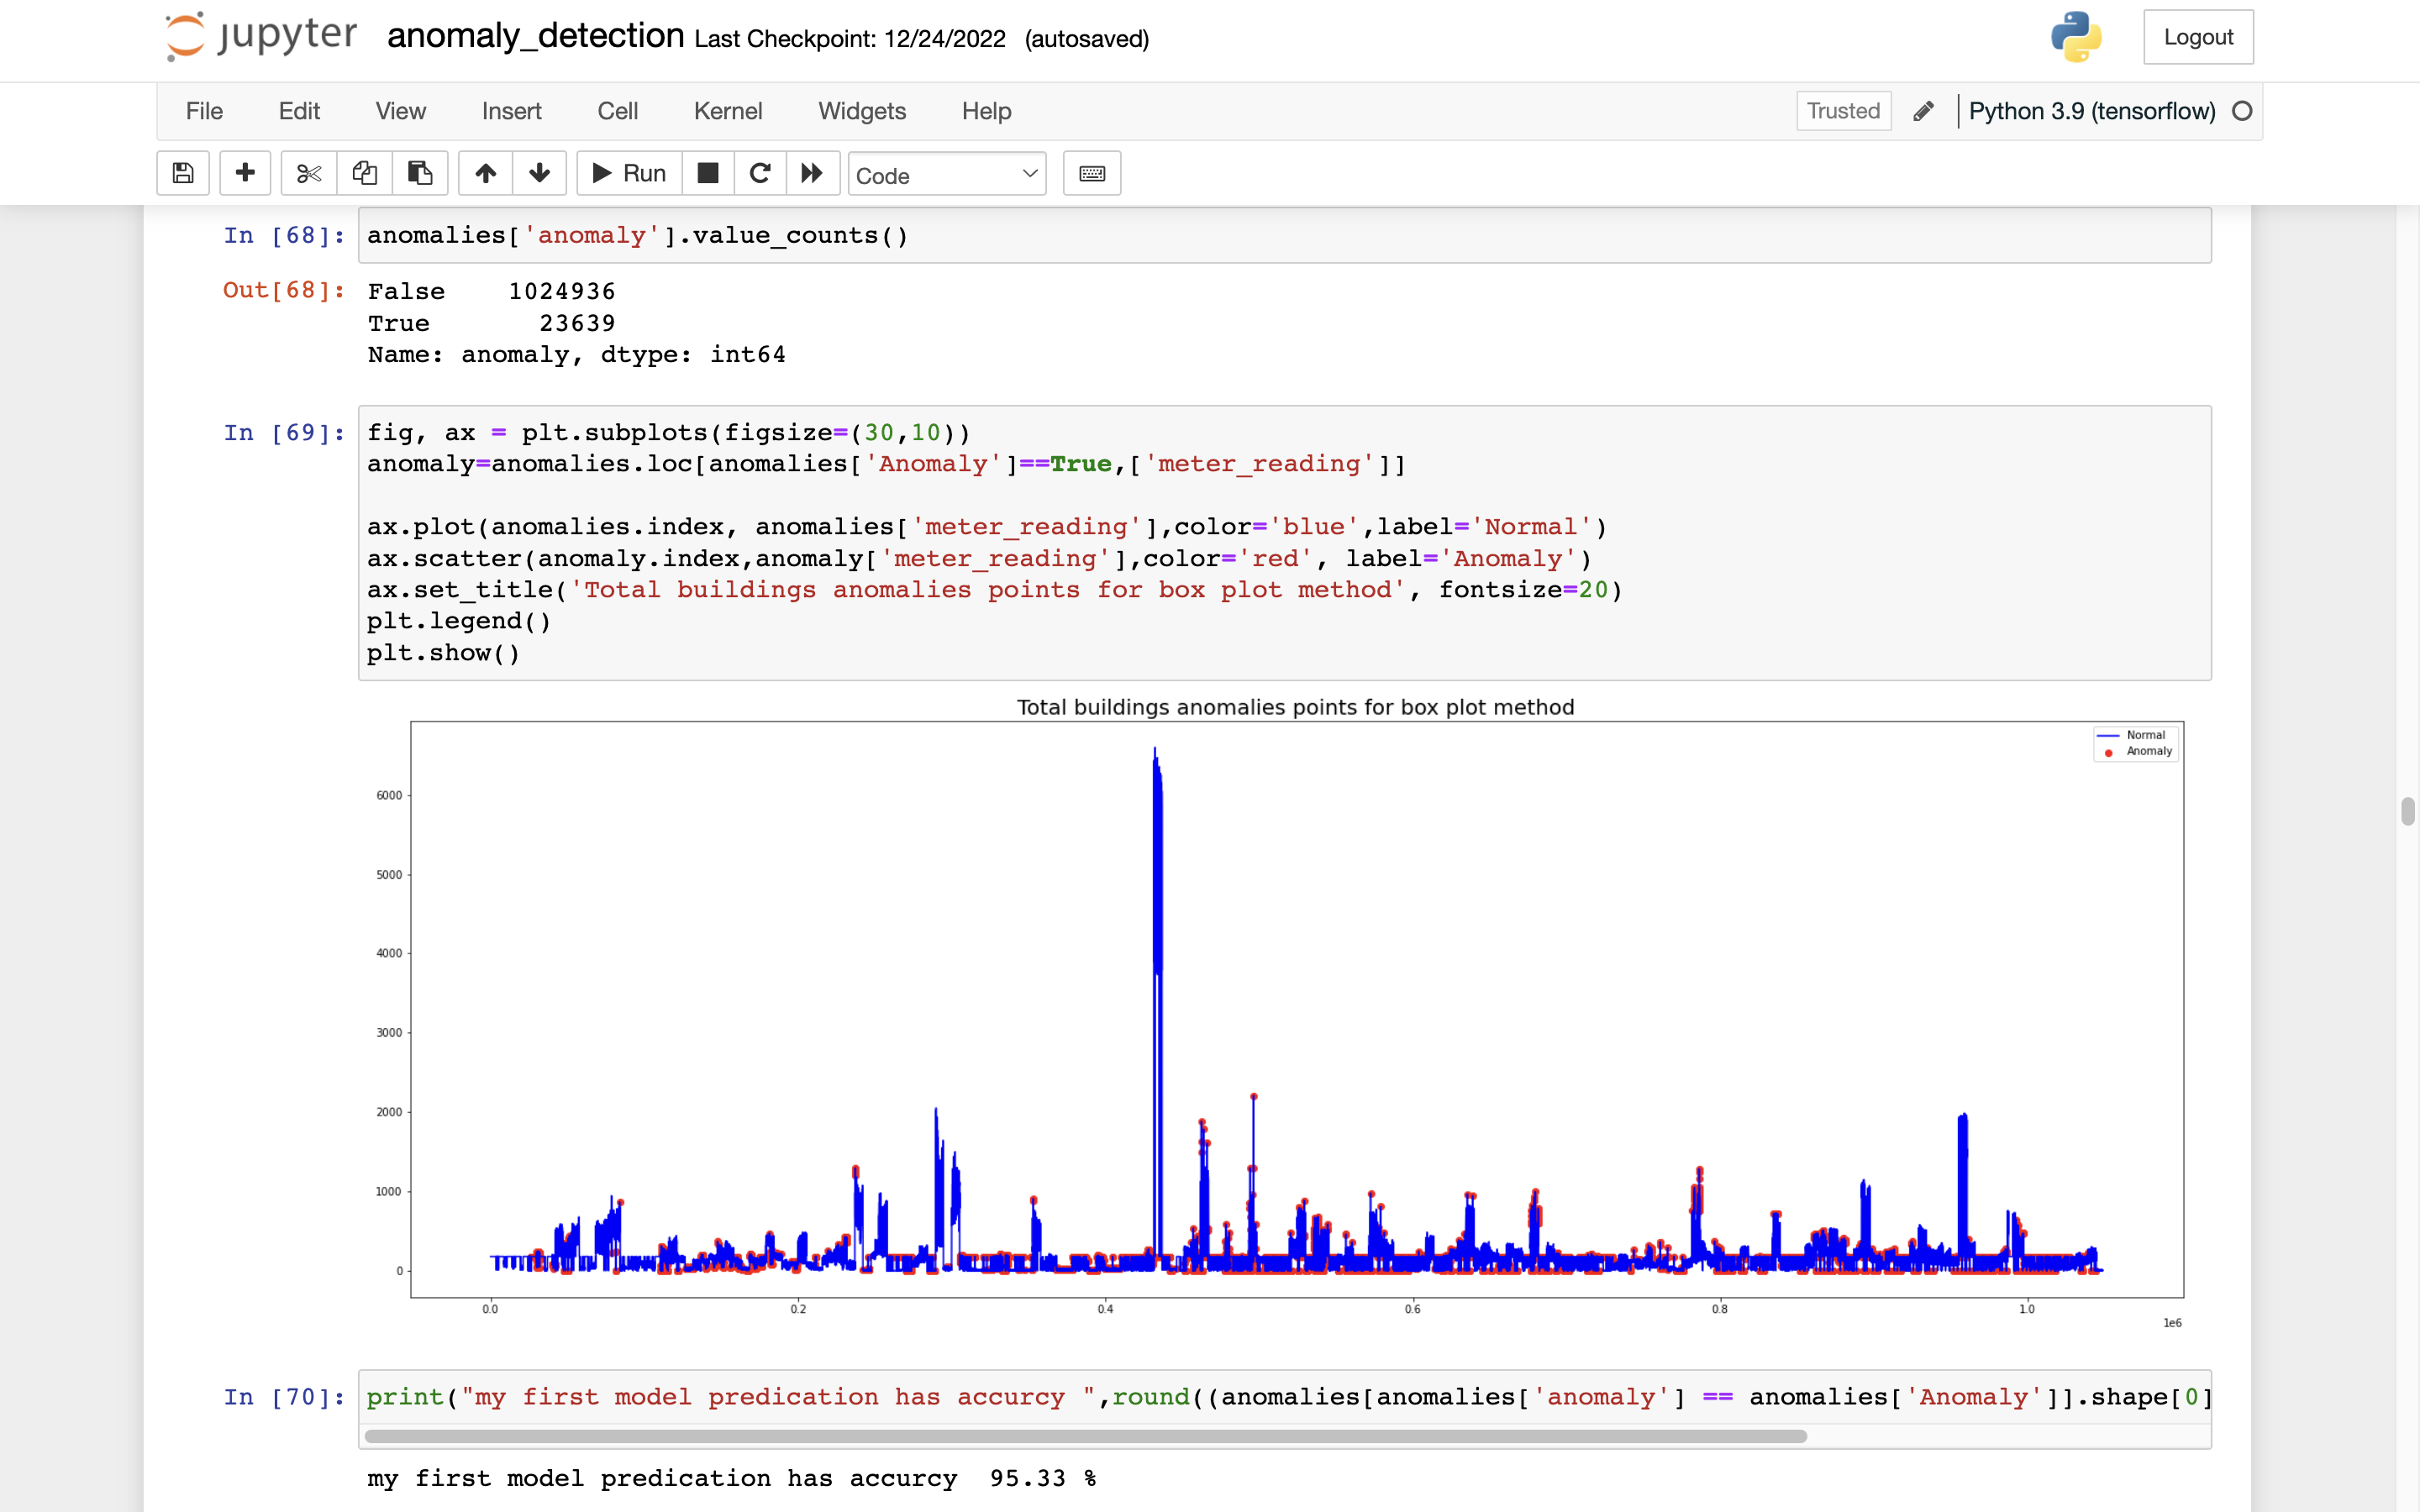 jupyter anomaly_detection Last Checkpoint: 12/24/2022 (autosaved) Logout
File Edit View Insert Cell Kernel Widgets Help Trusted Python 3.9 (tensorflow)
Run Code
In [68]: anomalies['anomaly'].value_counts()
Out[68]: False    1024936
True       23639
Name: anomaly, dtype: int64
In [69]: fig, ax = plt.subplots(figsize=(30,10))
anomaly=anomalies.loc[anomalies['Anomaly']==True,['meter_reading']]
ax.plot(anomalies.index, anomalies['meter_reading'],color='blue',label='Normal')
ax.scatter(anomaly.index,anomaly['meter_reading'],color='red', label='Anomaly')
ax.set_title('Total buildings anomalies points for box plot method', fontsize=20)
plt.legend()
plt.show()
Total buildings anomalies points for box plot method
Normal
Anomaly
6000
5000
4000
3000
2000
1000
0
0.0 0.2 0.4 0.6 0.8 1.0
1e6
In [70]: print("my first model predication has accurcy ",round((anomalies[anomalies['anomaly'] == anomalies['Anomaly']].shape[0]
my first model predication has accurcy  95.33 %